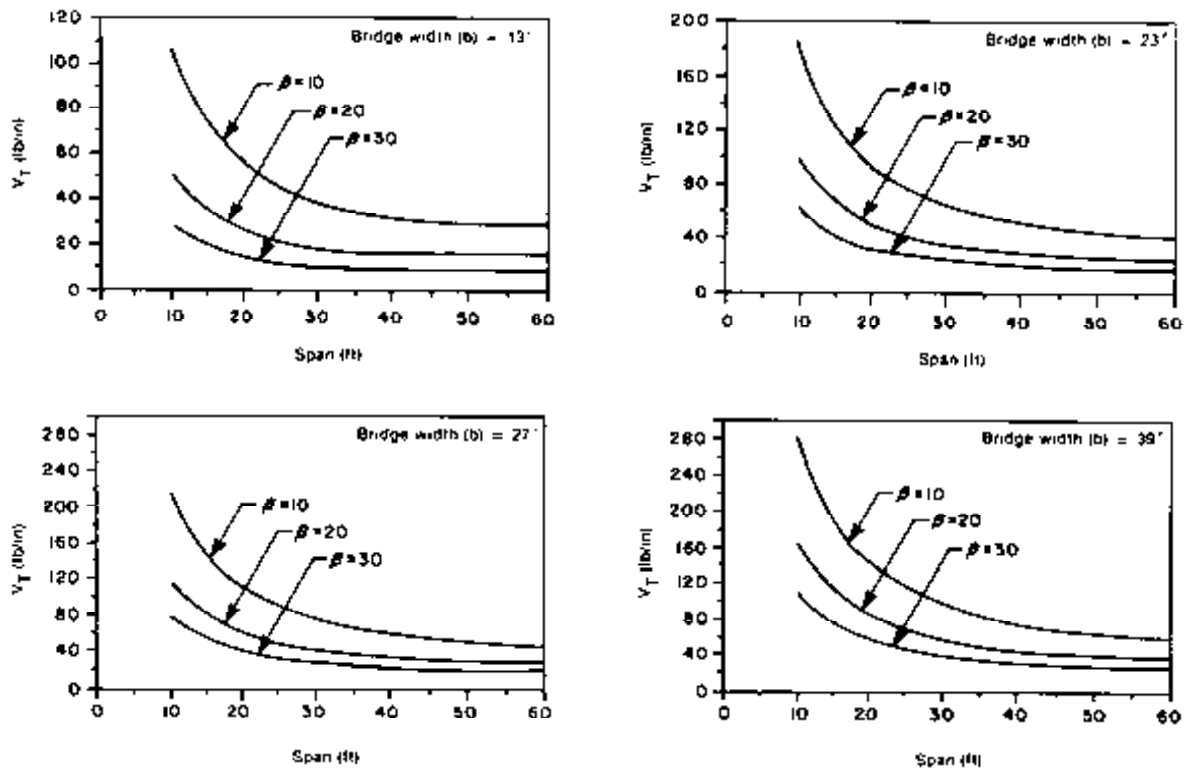 Bridge width (b) = 13'
120
100
80
60
40
20
0
V_T (lb/in)
β=10
β=20
β=30
0 10 20 30 40 50 60
Span (ft)
Bridge width (b) = 23'
200
160
120
80
40
0
V_T (lb/in)
β=10
β=20
β=30
0 10 20 30 40 50 60
Span (ft)
Bridge width (b) = 27'
280
240
200
160
120
80
40
0
V_T (lb/in)
β=10
β=20
β=30
0 10 20 30 40 50 60
Span (ft)
Bridge width (b) = 39'
280
240
200
160
120
80
40
0
V_T (lb/in)
β=10
β=20
β=30
0 10 20 30 40 50 60
Span (ft)